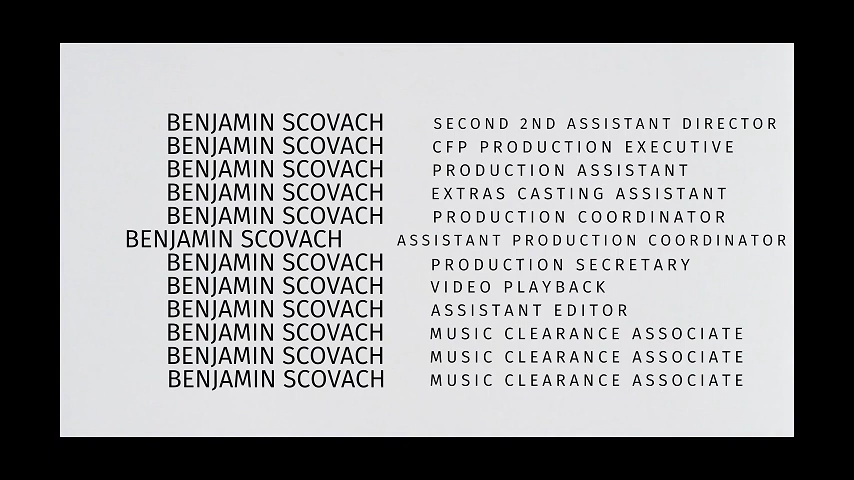 BENJAMIN SCOVACH SECOND 2ND ASSISTANT DIRECTOR
BENJAMIN SCOVACH CFP PRODUCTION EXECUTIVE
BENJAMIN SCOVACH PRODUCTION ASSISTANT
BENJAMIN SCOVACH EXTRAS CASTING ASSISTANT
BENJAMIN SCOVACH PRODUCTION COORDINATOR
BENJAMIN SCOVACH ASSISTANT PRODUCTION COORDINATOR
BENJAMIN SCOVACH PRODUCTION SECRETARY
BENJAMIN SCOVACH VIDEO PLAYBACK
BENJAMIN SCOVACH ASSISTANT EDITOR
BENJAMIN SCOVACH MUSIC CLEARANCE ASSOCIATE
BENJAMIN SCOVACH MUSIC CLEARANCE ASSOCIATE
BENJAMIN SCOVACH MUSIC CLEARANCE ASSOCIATE